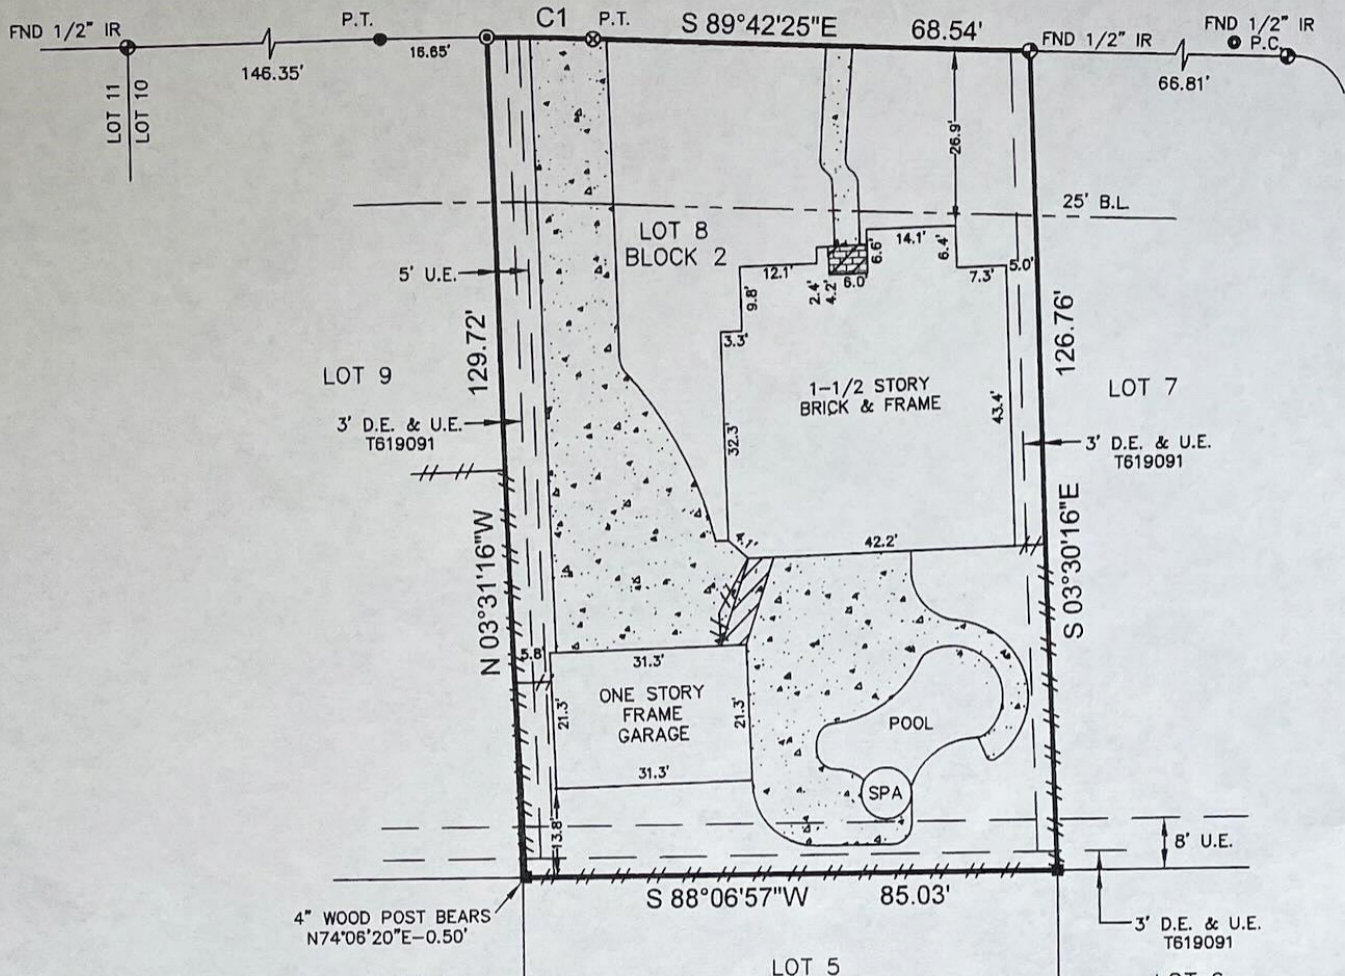 FND 1/2" IR
P.T.
C1
P.T.
S 89°42'25"E
68.54'
FND 1/2" IR
FND 1/2" IR
P.C.
16.65'
146.35'
66.81'
LOT 11
LOT 10
26.9'
25' B.L.
LOT 8
BLOCK 2
14.1'
6.6'
6.4'
5' U.E.
12.1'
6.0'
7.3'
5.0'
9.8'
2.4'
4.2'
129.72'
3.3'
126.76'
LOT 9
1-1/2 STORY
BRICK & FRAME
LOT 7
43.4'
3' D.E. & U.E.
T619091
32.3'
3' D.E. & U.E.
T619091
N 03°31'16"W
S 03°30'16"E
42.2'
5.8'
31.3'
ONE STORY
FRAME
GARAGE
21.3'
21.3'
POOL
31.3'
SPA
13.8'
8' U.E.
S 88°06'57"W
85.03'
4" WOOD POST BEARS
N74°06'20"E-0.50'
3' D.E. & U.E.
T619091
LOT 5